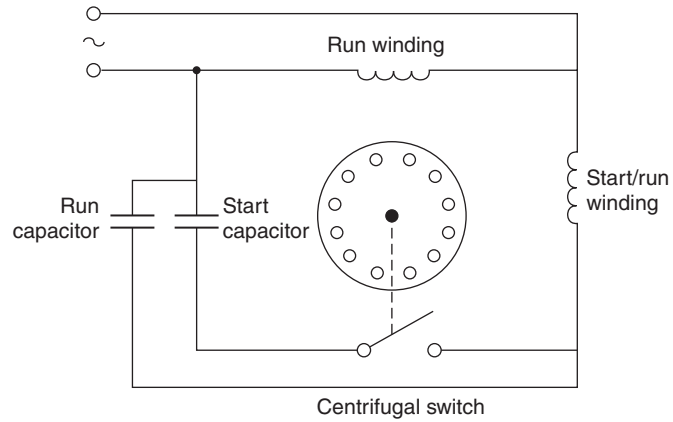 Run winding
Start/run
winding
Run
capacitor
Start
capacitor
Centrifugal switch